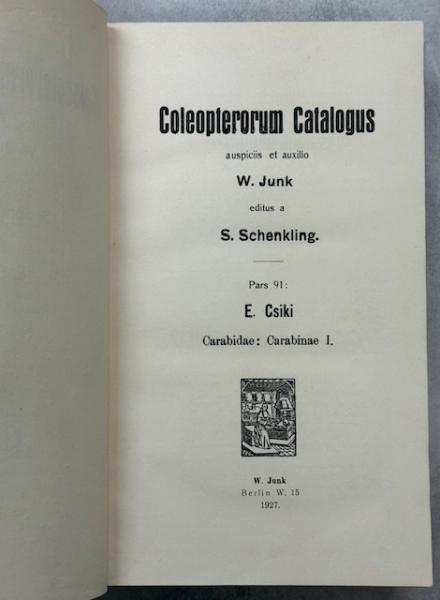 Coleopterorum Catalogus
auspiciis et auxilio
W. Junk
editus a
S. Schenkling.
Pars 91:
E. Csiki
Carabidae: Carabinae I.
W. Junk
Berlin W. 15
1927.